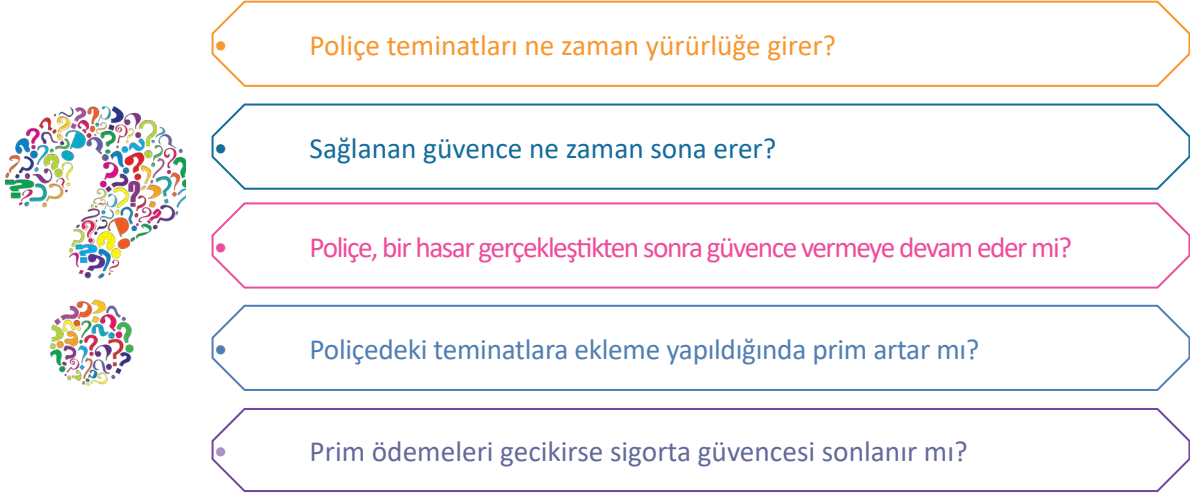 Poliçe teminatları ne zaman yürürlüğe girer?
Sağlanan güvence ne zaman sona erer?
Poliçe, bir hasar gerçekleştikten sonra güvence vermeye devam eder mi?
Poliçedeki teminatlara ekleme yapıldığında prim artar mı?
Prim ödemeleri gecikirse sigorta güvencesi sonlanır mı?